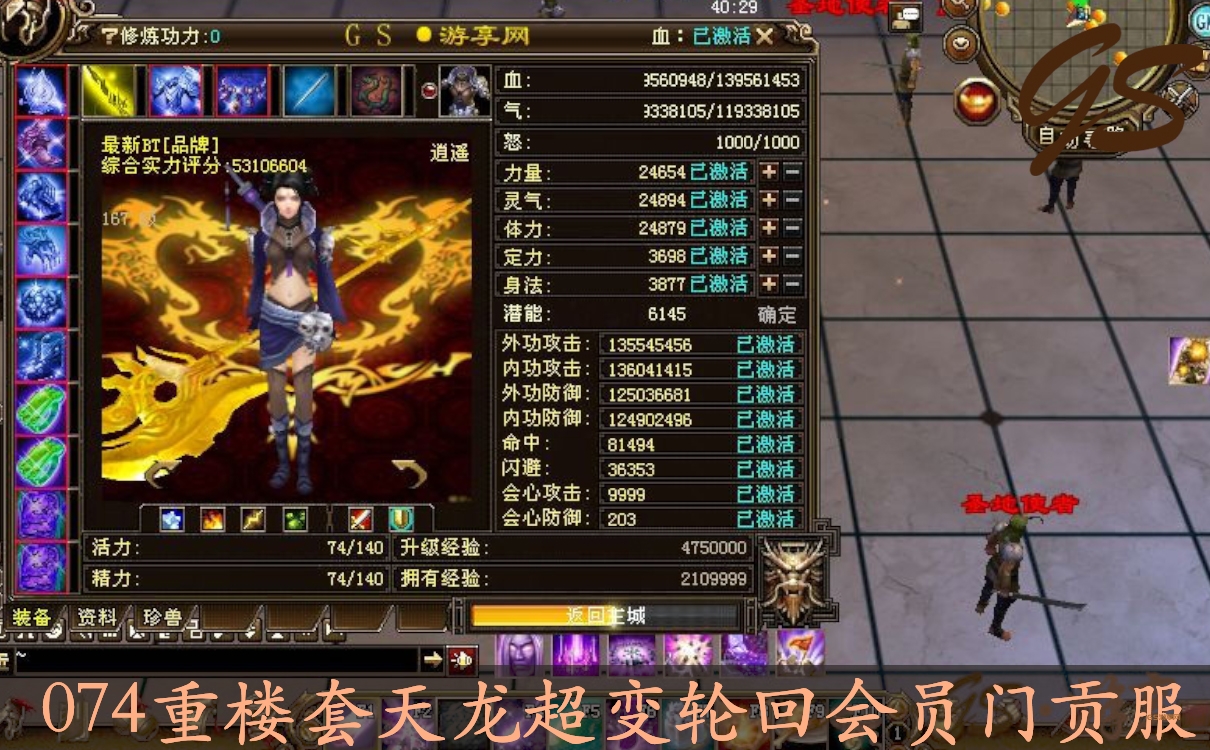 40:29
修炼功力:0
GS
游享网
血：已激活
GS
自动寻路
最新BT[品牌]
综合实力评分:53106604
逍遥
血:
9560948/139561453
气:
9338105/119338105
怒:
1000/1000
力量: 24654 已激活
灵气: 24894 已激活
体力: 24879 已激活
定力: 3698 已激活
身法: 3877 已激活
潜能: 6145 确定
外功攻击: 135545456 已激活
内功攻击: 136041415 已激活
外功防御: 125036681 已激活
内功防御: 124902496 已激活
命中: 81494 已激活
闪避: 36353 已激活
会心攻击: 9999 已激活
会心防御: 203 已激活
圣地使者
活力: 74/140 升级经验: 4750000
精力: 74/140 拥有经验: 2109999
装备 资料 珍兽
返回主城
~
074重楼套天龙超变轮回会员门贡服